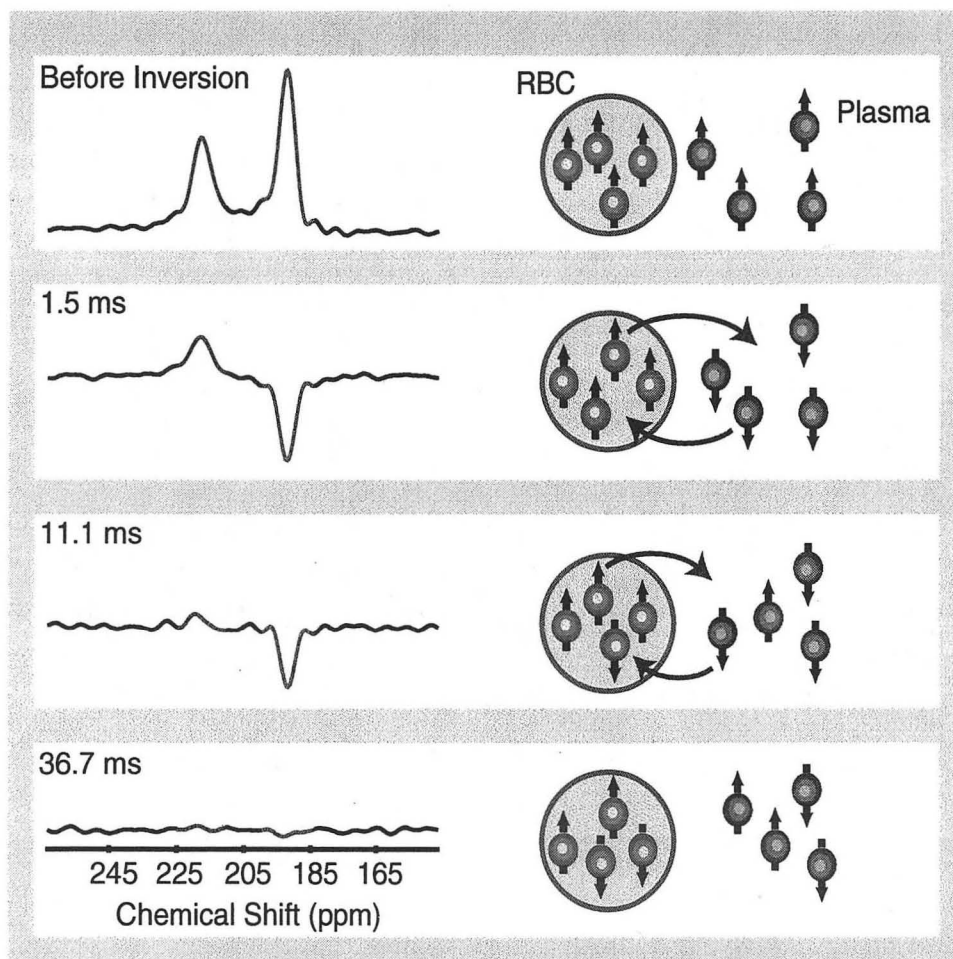 Before Inversion
RBC
Plasma
1.5 ms
11.1 ms
36.7 ms
245 225 205 185 165
Chemical Shift (ppm)